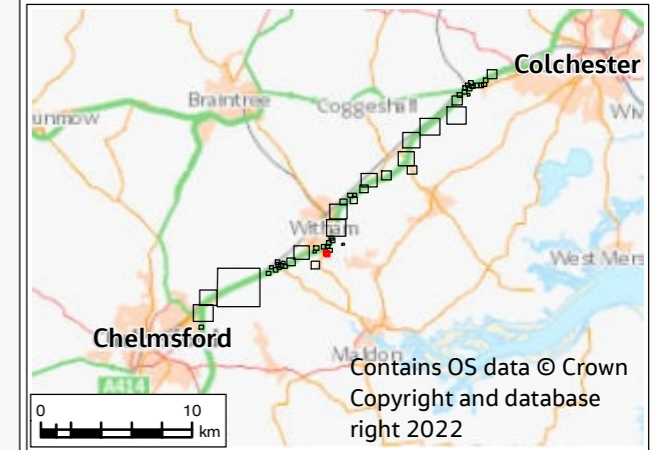 Colchester
Braintree
Coggeshall
unmow
Witham
West Mers
Chelmsford
Maldon
Contains OS data © Crown
Copyright and database
right 2022
A414
0 10
km